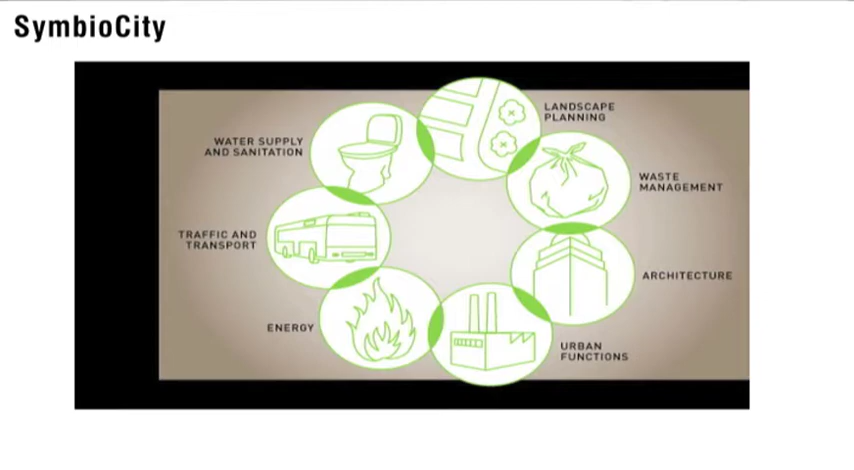 SymbioCity
LANDSCAPE
PLANNING
WATER SUPPLY
AND SANITATION
WASTE
MANAGEMENT
TRAFFIC AND
TRANSPORT
ARCHITECTURE
ENERGY
URBAN
FUNCTIONS